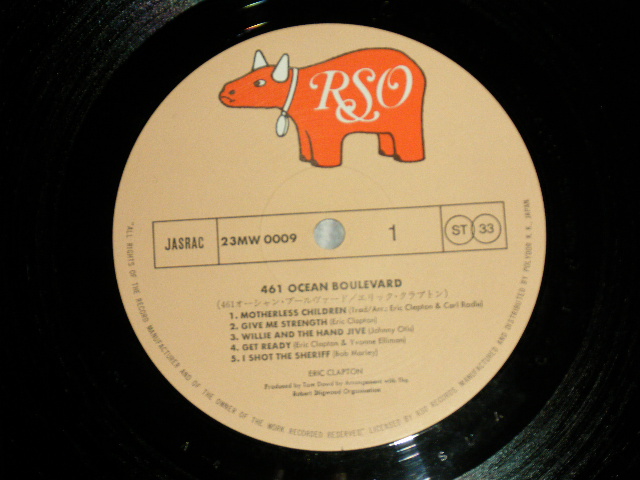 RSO
JASRAC
23MW 0009
1
ST 33
461 OCEAN BOULEVARD
(461オーシャン・ブールヴァード/エリック・クラプトン)
1. MOTHERLESS CHILDREN (Trad/Arr.: Eric Clapton & Carl Radle)
2. GIVE ME STRENGTH (Eric Clapton)
3. WILLIE AND THE HAND JIVE (Johnny Otis)
4. GET READY (Eric Clapton & Yvonne Elliman)
5. I SHOT THE SHERIFF (Bob Marley)
ERIC CLAPTON
Produced by Tom Dowd by Arrangement with The
Robert Stigwood Organisation
"ALL RIGHTS OF THE RECORD MANUFACTURER AND OF THE OWNER OF THE WORK RECORDED RESERVED" LICENSED BY RSO RECORDS. MANUFACTURED AND DISTRIBUTED BY POLYDOR K.K. JAPAN